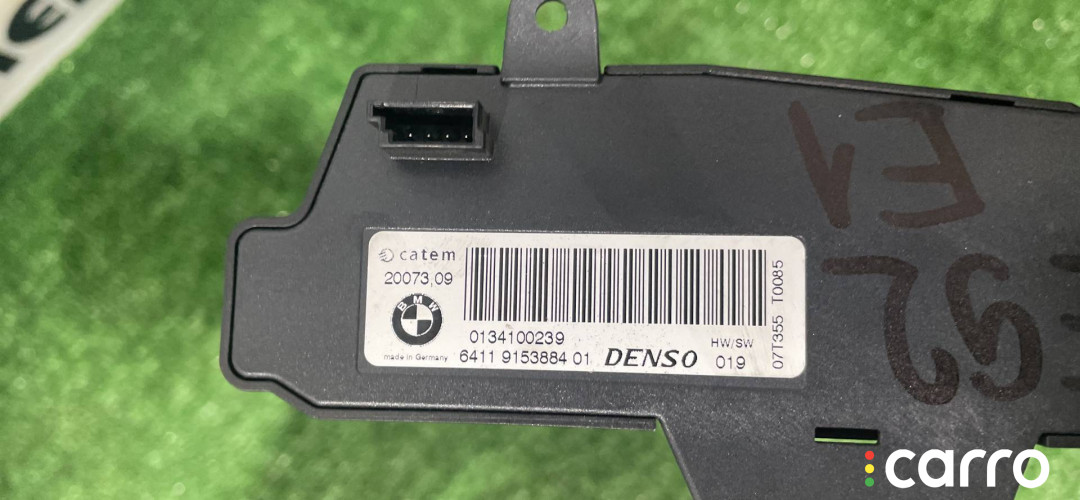 catem
20073,09
BMW
made in Germany
0134100239
6411 9153884 01
DENSO
HW/SW
019
07T355 T0085
E1
92
carro